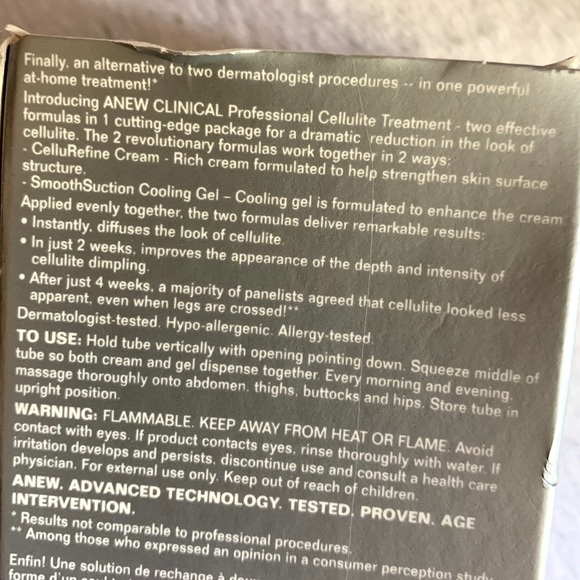 Finally, an alternative to two dermatologist procedures -- in one powerful
at-home treatment!*
Introducing ANEW CLINICAL Professional Cellulite Treatment - two effective
formulas in 1 cutting-edge package for a dramatic reduction in the look of
cellulite. The 2 revolutionary formulas work together in 2 ways:
- CelluRefine Cream - Rich cream formulated to help strengthen skin surface
structure.
- SmoothSuction Cooling Gel – Cooling gel is formulated to enhance the cream.
Applied evenly together, the two formulas deliver remarkable results:
• Instantly, diffuses the look of cellulite.
• In just 2 weeks, improves the appearance of the depth and intensity of
cellulite dimpling.
• After just 4 weeks, a majority of panelists agreed that cellulite looked less
apparent, even when legs are crossed!**
Dermatologist-tested. Hypo-allergenic. Allergy-tested.
TO USE: Hold tube vertically with opening pointing down. Squeeze middle of
tube so both cream and gel dispense together. Every morning and evening,
massage thoroughly onto abdomen, thighs, buttocks and hips. Store tube in
upright position.
WARNING: FLAMMABLE. KEEP AWAY FROM HEAT OR FLAME. Avoid
contact with eyes. If product contacts eyes, rinse thoroughly with water. If
irritation develops and persists, discontinue use and consult a health care
physician. For external use only. Keep out of reach of children.
ANEW. ADVANCED TECHNOLOGY. TESTED. PROVEN. AGE
INTERVENTION.
* Results not comparable to professional procedures.
** Among those who expressed an opinion in a consumer perception study
Enfin! Une solution de rechange à
forme d'un